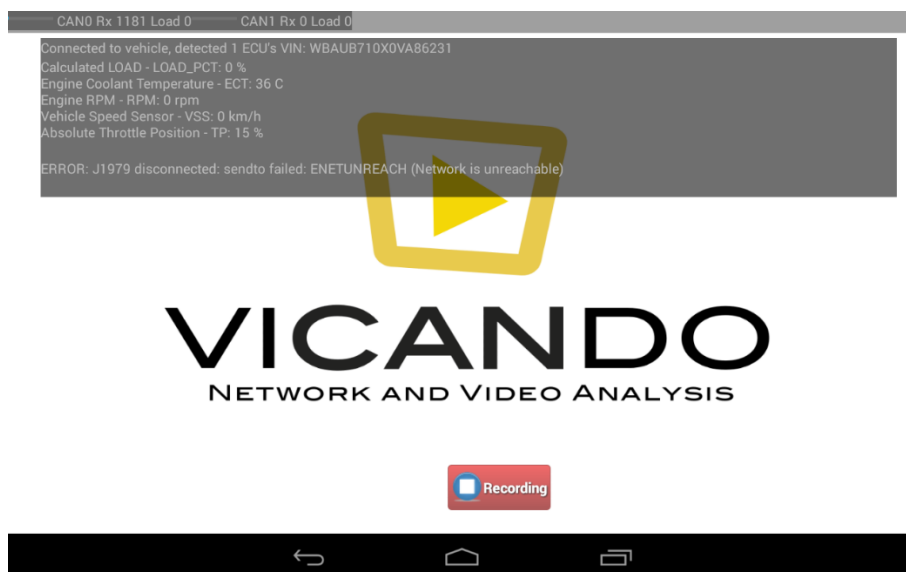 CAN0 Rx 1181 Load 0 CAN1 Rx 0 Load 0
Connected to vehicle, detected 1 ECU's VIN: WBAUB710X0VA86231
Calculated LOAD - LOAD_PCT: 0 %
Engine Coolant Temperature - ECT: 36 C
Engine RPM - RPM: 0 rpm
Vehicle Speed Sensor - VSS: 0 km/h
Absolute Throttle Position - TP: 15 %
ERROR: J1979 disconnected: sendto failed: ENETUNREACH (Network is unreachable)
VICANDO
NETWORK AND VIDEO ANALYSIS
Recording